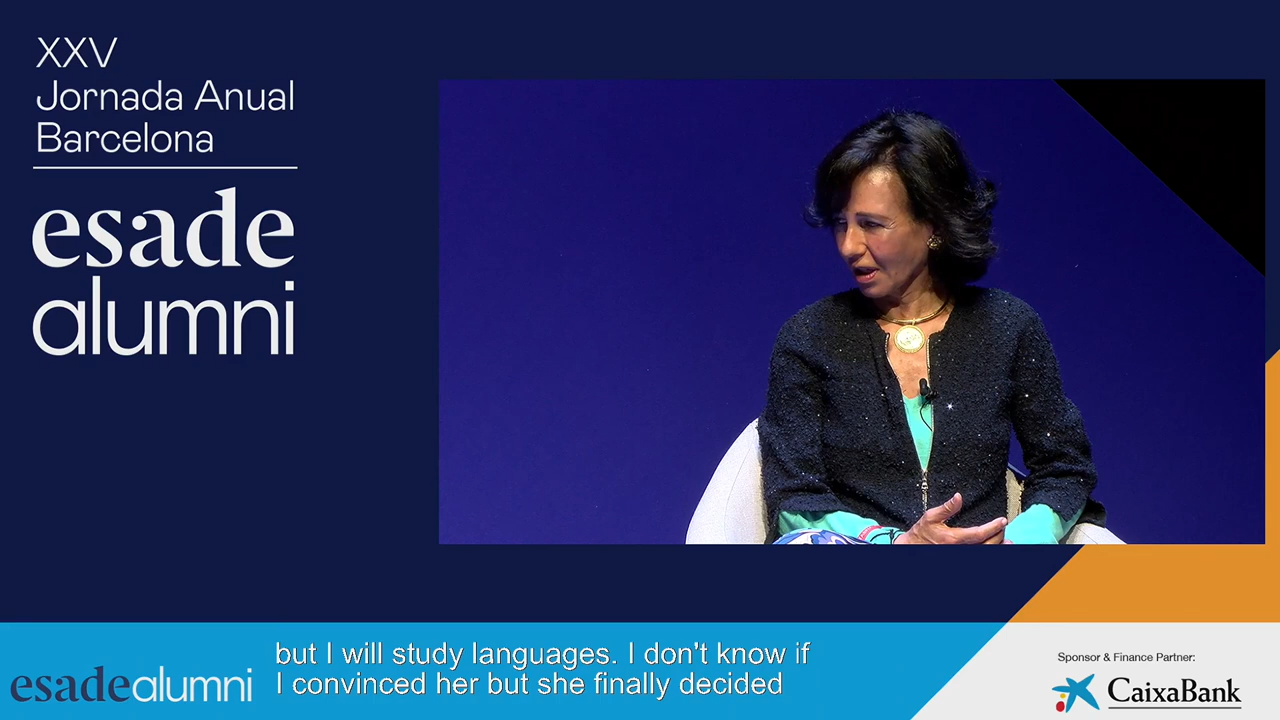 XXV
Jornada Anual
Barcelona
esade
alumni
but I will study languages. I don't know if
I convinced her but she finally decided
esadealumni
Sponsor & Finance Partner:
CaixaBank